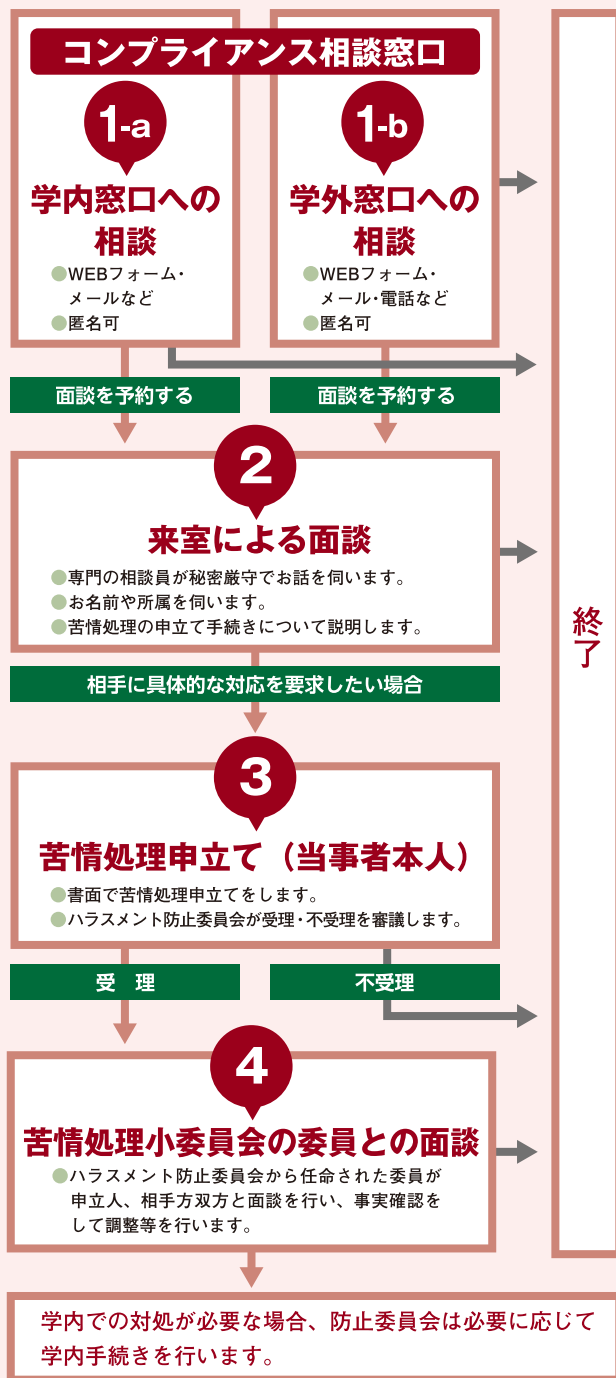 コンプライアンス相談窓口
1-a
学内窓口への
相談
●WEBフォーム・
メールなど
●匿名可
1-b
学外窓口への
相談
●WEBフォーム・
メール・電話など
●匿名可
面談を予約する
面談を予約する
2
来室による面談
●専門の相談員が秘密厳守でお話を伺います。
●お名前や所属を伺います。
●苦情処理の申立て手続きについて説明します。
相手に具体的な対応を要求したい場合
3
苦情処理申立て（当事者本人）
●書面で苦情処理申立てをします。
●ハラスメント防止委員会が受理・不受理を審議します。
受　理
不受理
4
苦情処理小委員会の委員との面談
●ハラスメント防止委員会から任命された委員が
申立人、相手方双方と面談を行い、事実確認を
して調整等を行います。
終了
学内での対処が必要な場合、防止委員会は必要に応じて
学内手続きを行います。